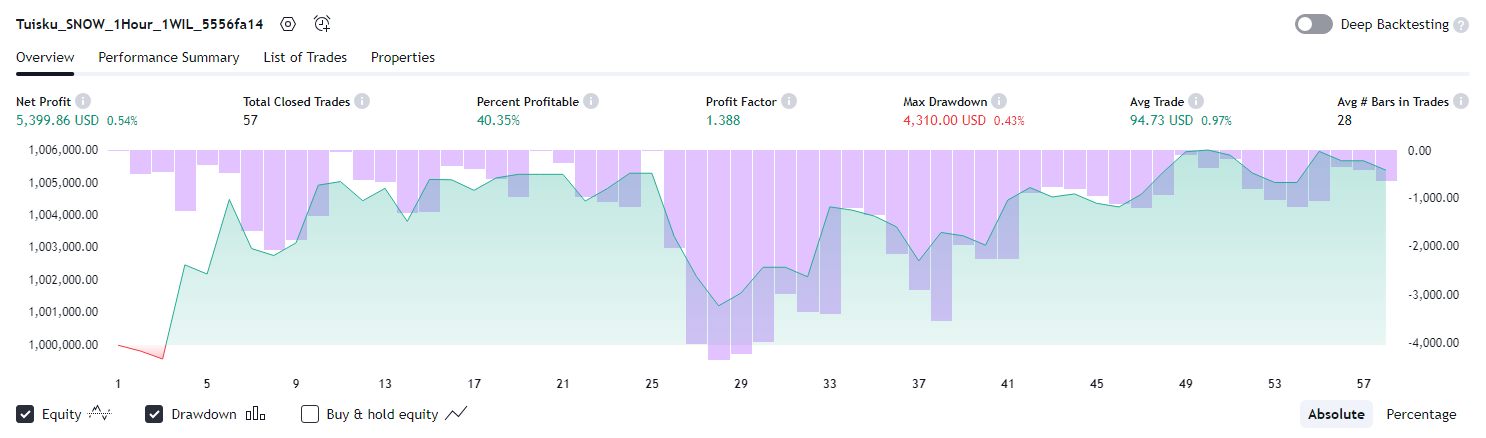 Tuisku_SNOW_1Hour_1WIL_5556fa14
Deep Backtesting ?
Overview Performance Summary List of Trades Properties
Net Profit i Total Closed Trades i Percent Profitable i Profit Factor i Max Drawdown i Avg Trade i Avg # Bars in Trades i
5,399.86 USD 0.54% 57 40.35% 1.388 4,310.00 USD 0.43% 94.73 USD 0.97% 28
1,006,000.00 0.00
1,005,000.00
1,004,000.00 -1,000.00
1,003,000.00 -2,000.00
1,002,000.00 -3,000.00
1,001,000.00
1,000,000.00 -4,000.00
1 5 9 13 17 21 25 29 33 37 41 45 49 53 57
Equity Drawdown Buy & hold equity Absolute Percentage